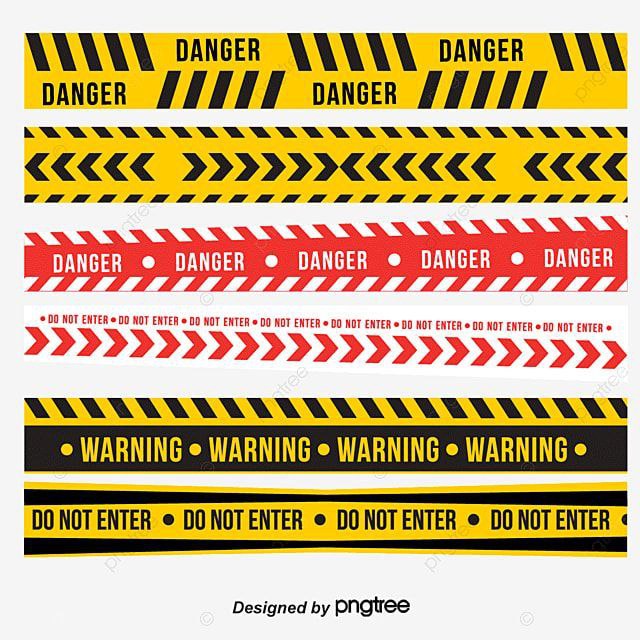 DANGER DANGER
DANGER DANGER
DANGER • DANGER • DANGER • DANGER • DANGER
• DO NOT ENTER • DO NOT ENTER • DO NOT ENTER • DO NOT ENTER • DO NOT ENTER • DO NOT ENTER • DO NOT ENTER • DO NOT ENTER •
• WARNING • WARNING • WARNING • WARNING •
DO NOT ENTER • DO NOT ENTER • DO NOT ENTER • DO NOT ENTER •
Designed by pngtree